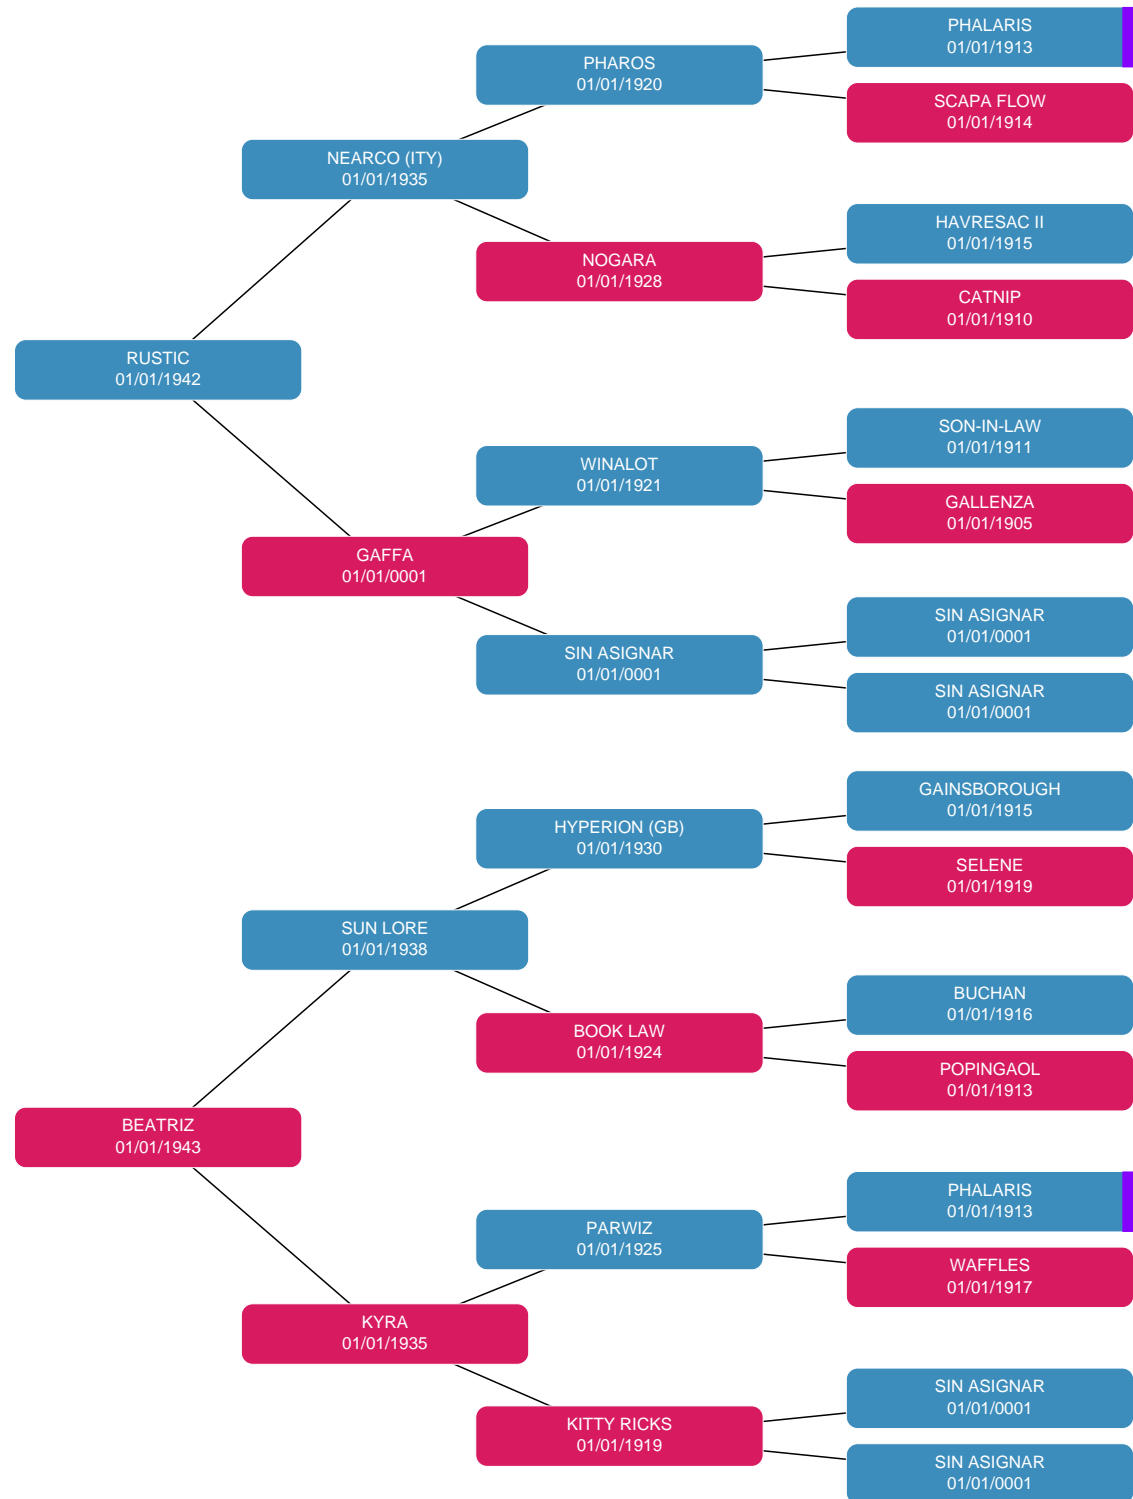 PHALARIS
01/01/1913
PHAROS
01/01/1920
SCAPA FLOW
01/01/1914
NEARCO (ITY)
01/01/1935
HAVRESAC II
01/01/1915
NOGARA
01/01/1928
CATNIP
01/01/1910
RUSTIC
01/01/1942
SON-IN-LAW
01/01/1911
WINALOT
01/01/1921
GALLENZA
01/01/1905
GAFFA
01/01/0001
SIN ASIGNAR
01/01/0001
SIN ASIGNAR
01/01/0001
SIN ASIGNAR
01/01/0001
GAINSBOROUGH
01/01/1915
HYPERION (GB)
01/01/1930
SELENE
01/01/1919
SUN LORE
01/01/1938
BUCHAN
01/01/1916
BOOK LAW
01/01/1924
POPINGAOL
01/01/1913
BEATRIZ
01/01/1943
PHALARIS
01/01/1913
PARWIZ
01/01/1925
WAFFLES
01/01/1917
KYRA
01/01/1935
SIN ASIGNAR
01/01/0001
KITTY RICKS
01/01/1919
SIN ASIGNAR
01/01/0001